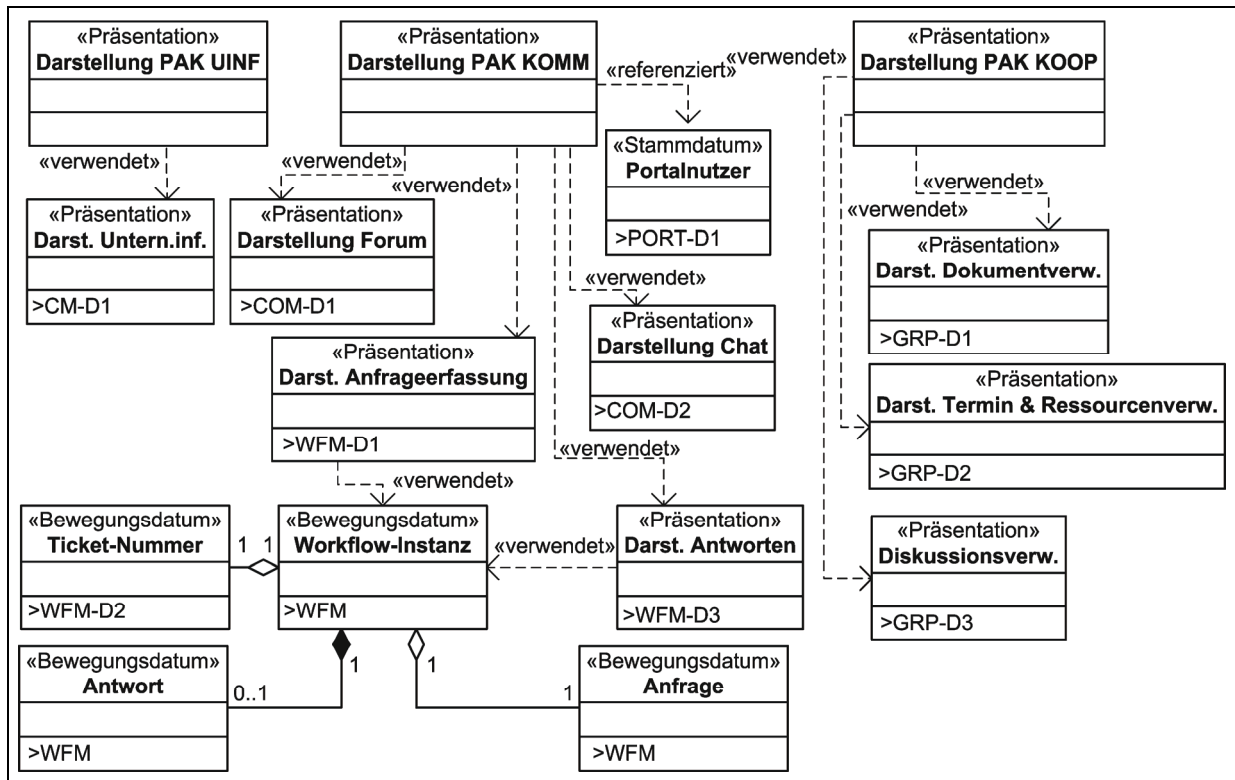 «Präsentation»
Darstellung PAK UINF
«Präsentation»
Darstellung PAK KOMM
«Präsentation»
Darstellung PAK KOOP
«referenziert»
«verwendet»
«Stammdatum»
Portalnutzer
>PORT-D1
«verwendet»
«verwendet»
«verwendet»
«verwendet»
«verwendet»
«Präsentation»
Darst. Untern.inf.
>CM-D1
«Präsentation»
Darstellung Forum
>COM-D1
«Präsentation»
Darst. Dokumentverw.
>GRP-D1
«verwendet»
«Präsentation»
Darstellung Chat
>COM-D2
«Präsentation»
Darst. Anfrageerfassung
>WFM-D1
«Präsentation»
Darst. Termin & Ressourcenverw.
>GRP-D2
«verwendet»
«verwendet»
«Bewegungsdatum»
Ticket-Nummer
>WFM-D2
1
1
«Bewegungsdatum»
Workflow-Instanz
>WFM
«verwendet»
«Präsentation»
Darst. Antworten
>WFM-D3
«Präsentation»
Diskussionsverw.
>GRP-D3
«Bewegungsdatum»
Antwort
>WFM
0..1
1
1
1
«Bewegungsdatum»
Anfrage
>WFM